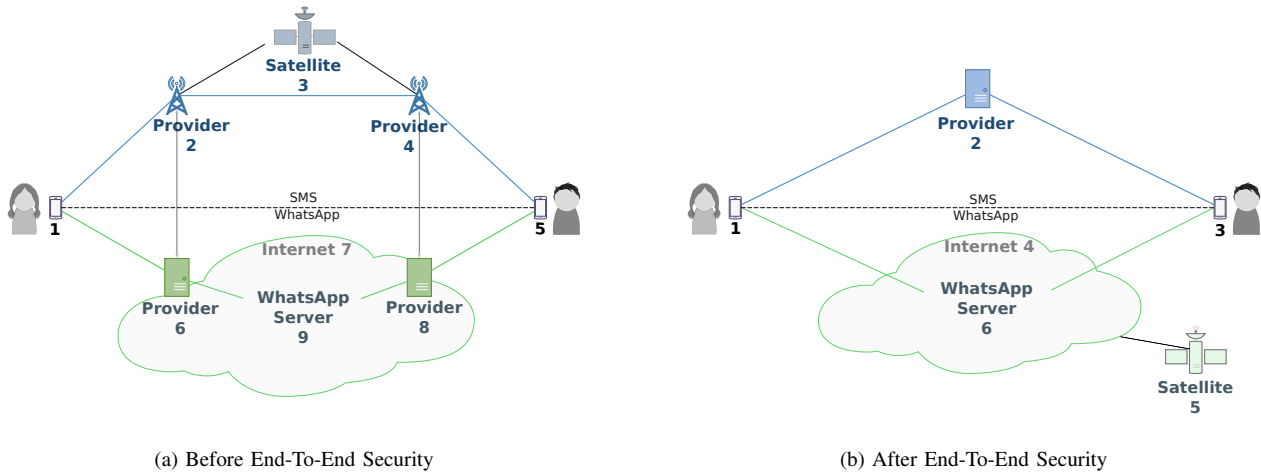 Satellite
3
Provider
2
Provider
4
SMS
WhatsApp
1
5
Internet 7
Provider
6
WhatsApp
Server
9
Provider
8
(a) Before End-To-End Security
Provider
2
SMS
WhatsApp
1
3
Internet 4
WhatsApp
Server
6
Satellite
5
(b) After End-To-End Security